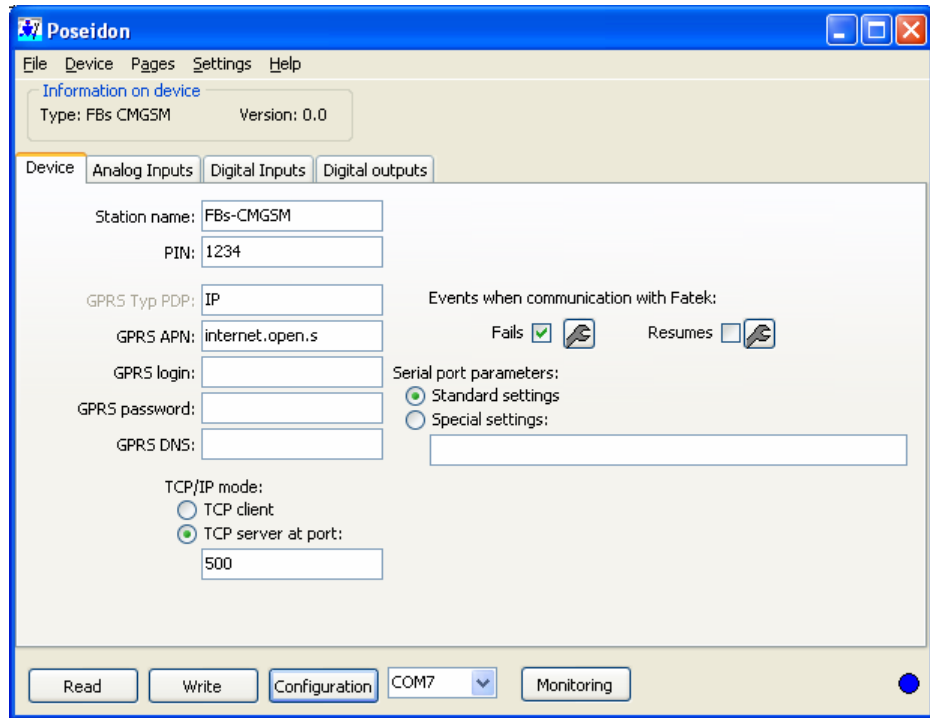 Poseidon
File Device Pages Settings Help
Information on device
Type: FBs CMGSM Version: 0.0
Device Analog Inputs Digital Inputs Digital outputs
Station name: FBs-CMGSM
PIN: 1234
GPRS Typ PDP: IP
GPRS APN: internet.open.s
GPRS login:
GPRS password:
GPRS DNS:
TCP/IP mode:
TCP client
TCP server at port:
500
Events when communication with Fatek:
Fails Resumes
Serial port parameters:
Standard settings
Special settings:
Read Write Configuration COM7 Monitoring